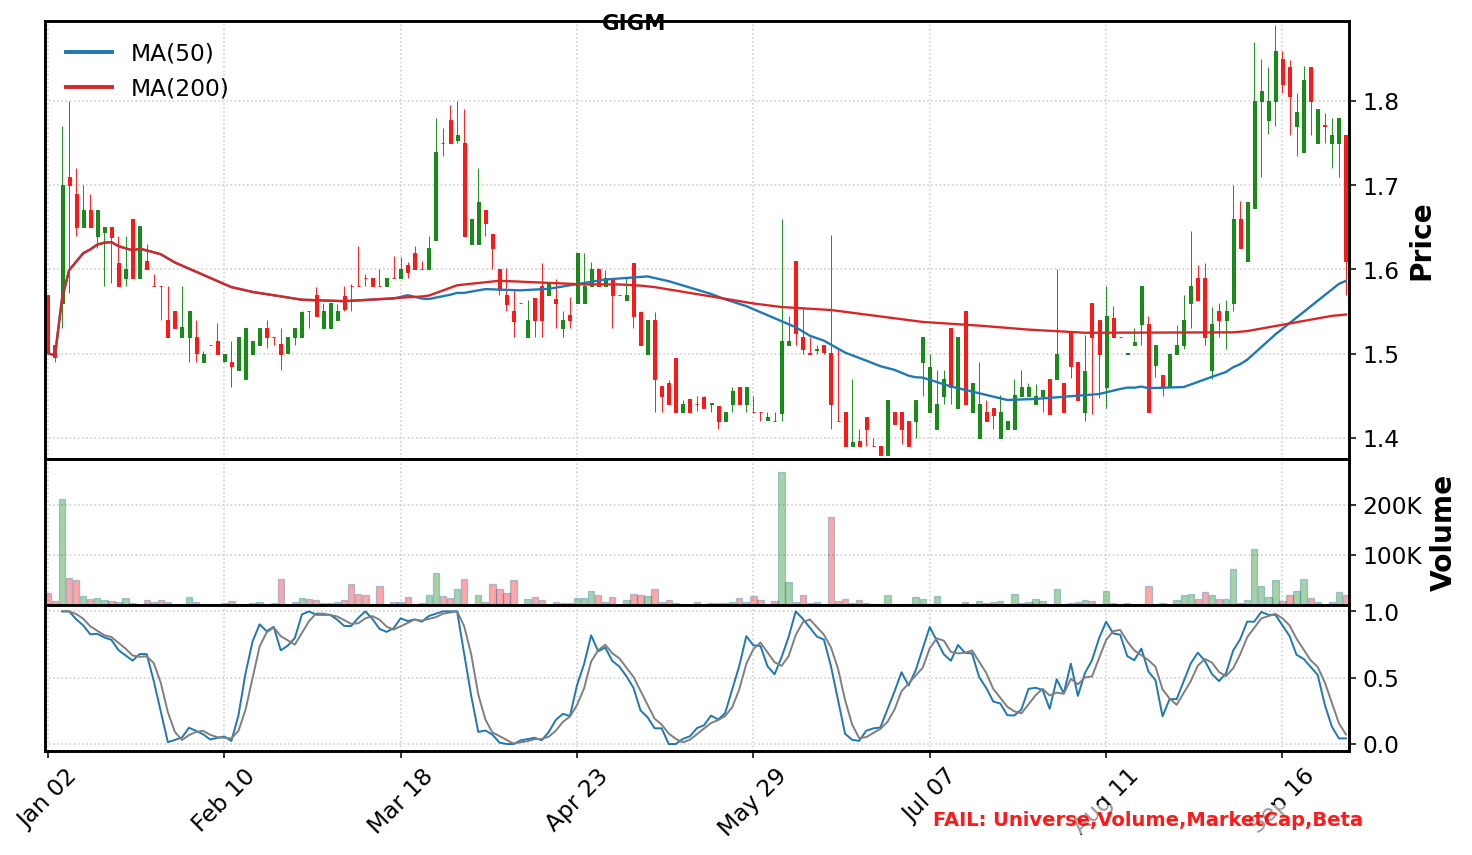 GIGM
MA(50)
MA(200)
1.8
1.7
1.6
1.5
1.4
Price
200K
100K
Volume
1.0
0.5
0.0
Jan 02
Feb 10
Mar 18
Apr 23
May 29
Jul 07
Aug 11
Sep 16
FAIL: Universe,Volume,MarketCap,Beta